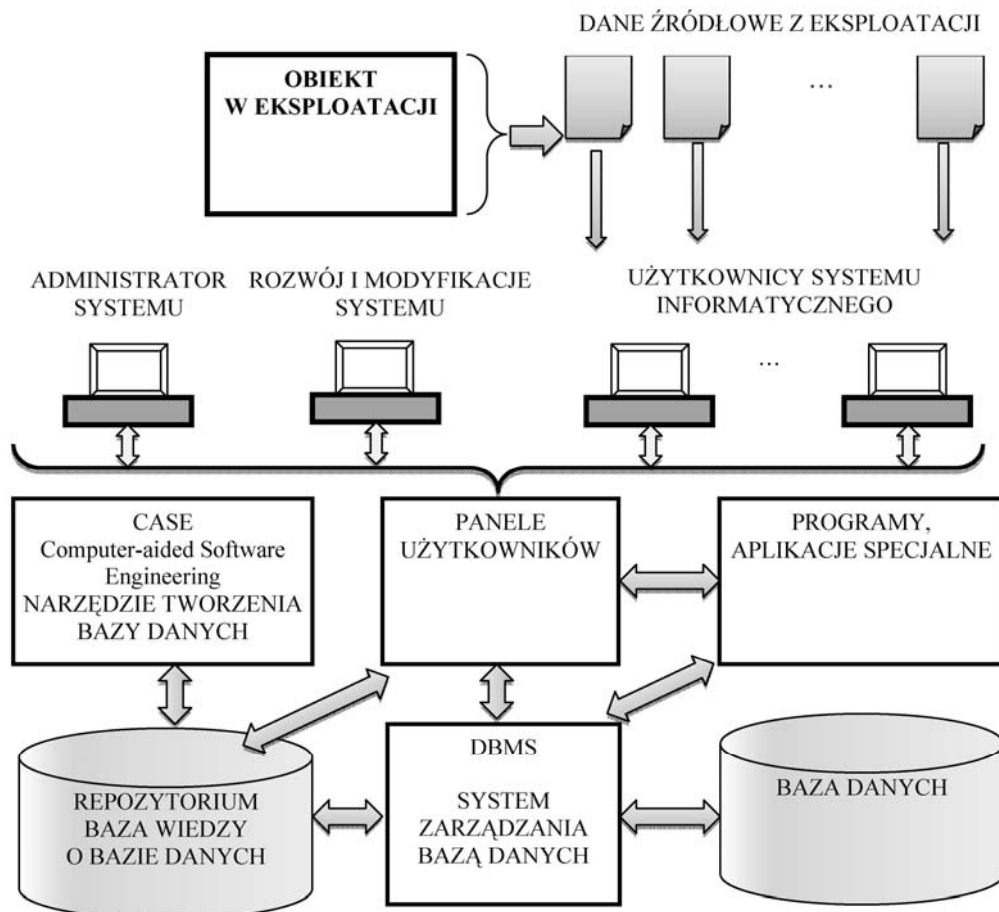 DANE ŹRÓDŁOWE Z EKSPLOATACJI
OBIEKT
W EKSPLOATACJI
...
ADMINISTRATOR
SYSTEMU
ROZWÓJ I MODYFIKACJE
SYSTEMU
UŻYTKOWNICY SYSTEMU
INFORMATYCZNEGO
...
CASE
Computer-aided Software
Engineering
NARZĘDZIE TWORZENIA
BAZY DANYCH
PANELE
UŻYTKOWNIKÓW
PROGRAMY,
APLIKACJE SPECJALNE
REPOZYTORIUM
BAZA WIEDZY
O BAZIE DANYCH
DBMS
SYSTEM
ZARZĄDZANIA
BAZĄ DANYCH
BAZA DANYCH